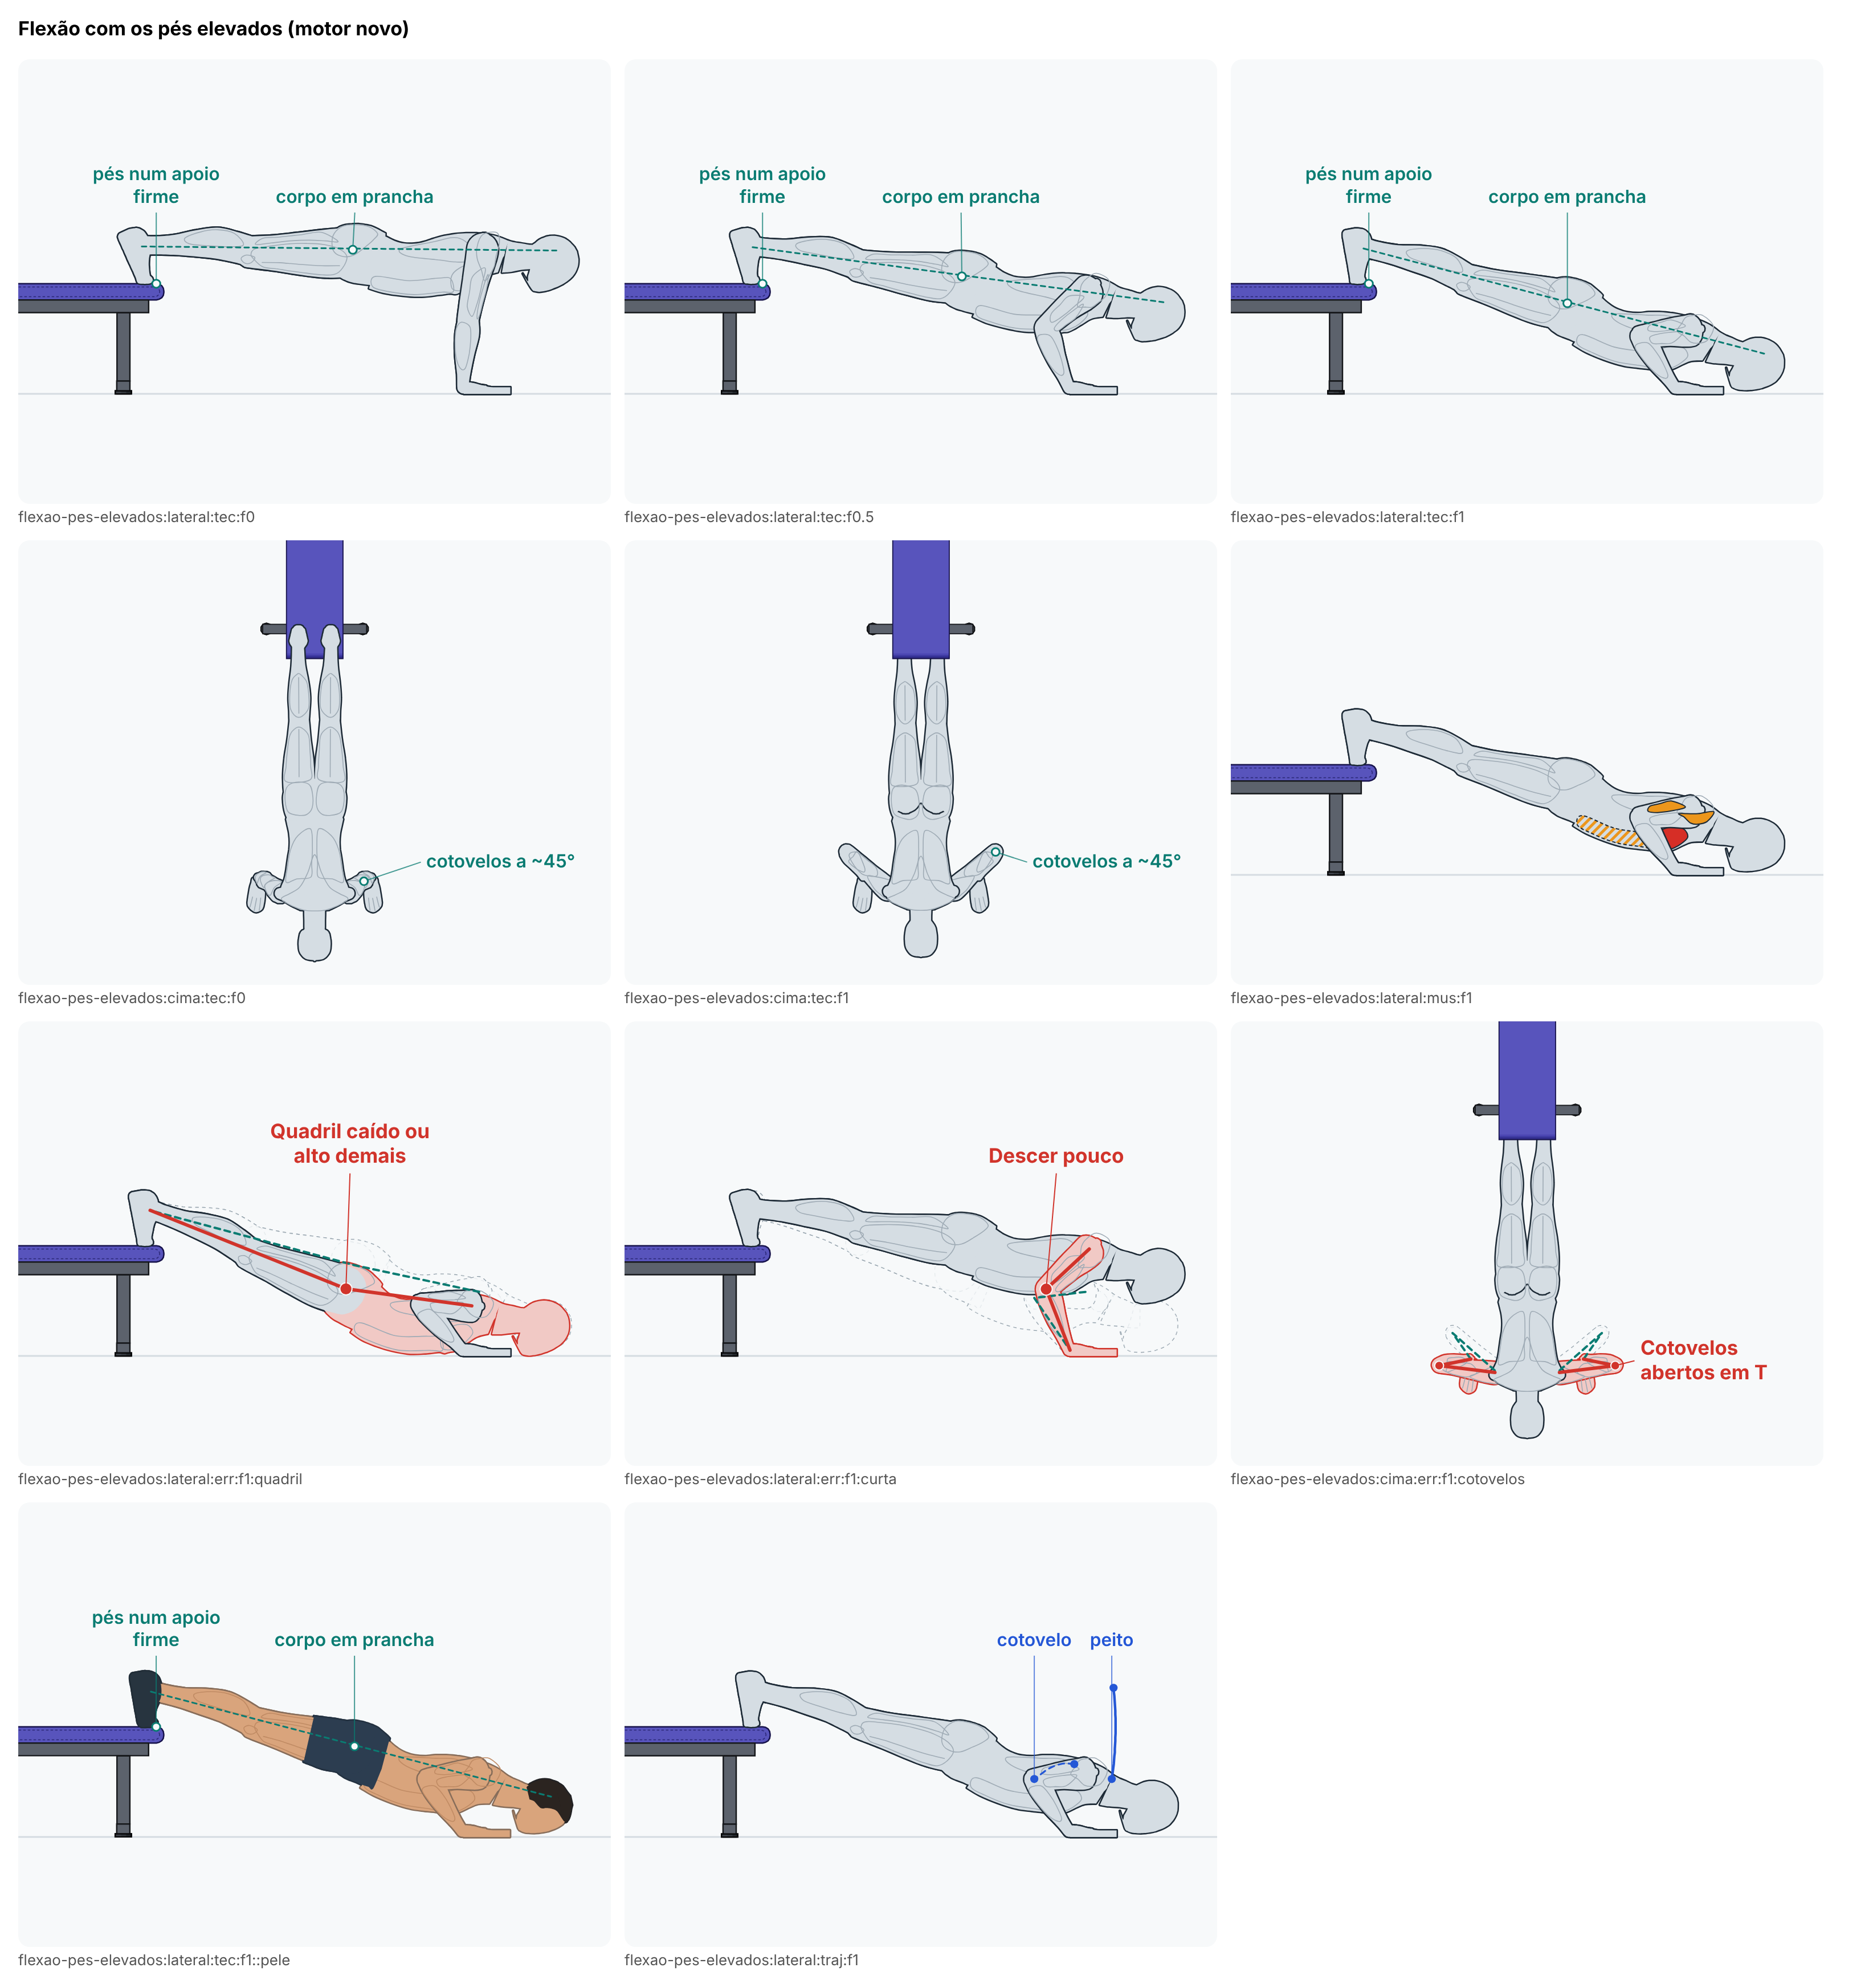 Flexão com os pés elevados (motor novo)
pés num apoio
firme
corpo em prancha
flexao-pes-elevados:lateral:tec:f0
pés num apoio
firme
corpo em prancha
flexao-pes-elevados:lateral:tec:f0.5
pés num apoio
firme
corpo em prancha
flexao-pes-elevados:lateral:tec:f1
cotovelos a ~45°
flexao-pes-elevados:cima:tec:f0
cotovelos a ~45°
flexao-pes-elevados:cima:tec:f1
flexao-pes-elevados:lateral:mus:f1
Quadril caído ou
alto demais
flexao-pes-elevados:lateral:err:f1:quadril
Descer pouco
flexao-pes-elevados:lateral:err:f1:curta
Cotovelos
abertos em T
flexao-pes-elevados:cima:err:f1:cotovelos
pés num apoio
firme
corpo em prancha
flexao-pes-elevados:lateral:tec:f1::pele
cotovelo
peito
flexao-pes-elevados:lateral:traj:f1